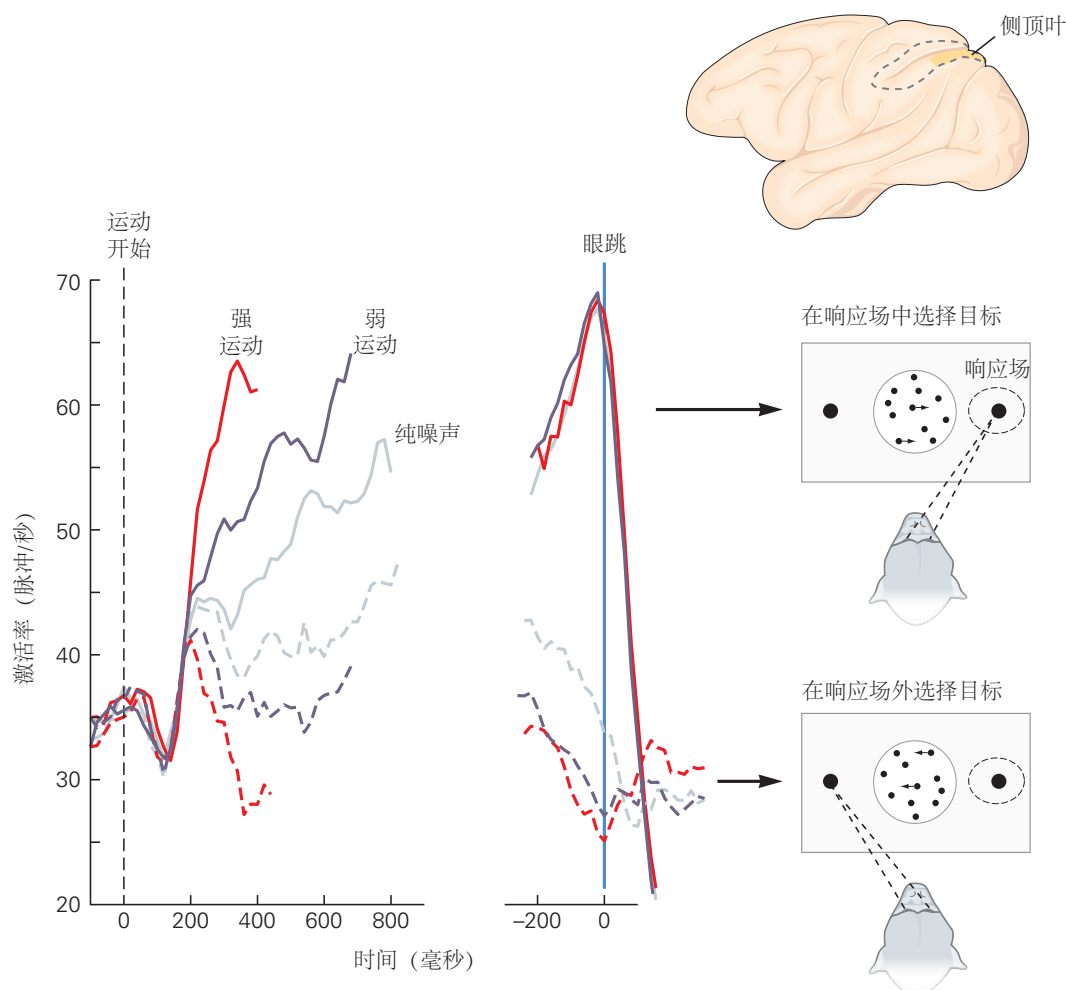 侧顶叶
运动
开始
眼跳
70
60
50
40
30
20
强
运动
弱
运动
纯噪声
激活率（脉冲/秒）
0
200
400
600
800
–200
0
时间（毫秒）
在响应场中选择目标
响应场
在响应场外选择目标